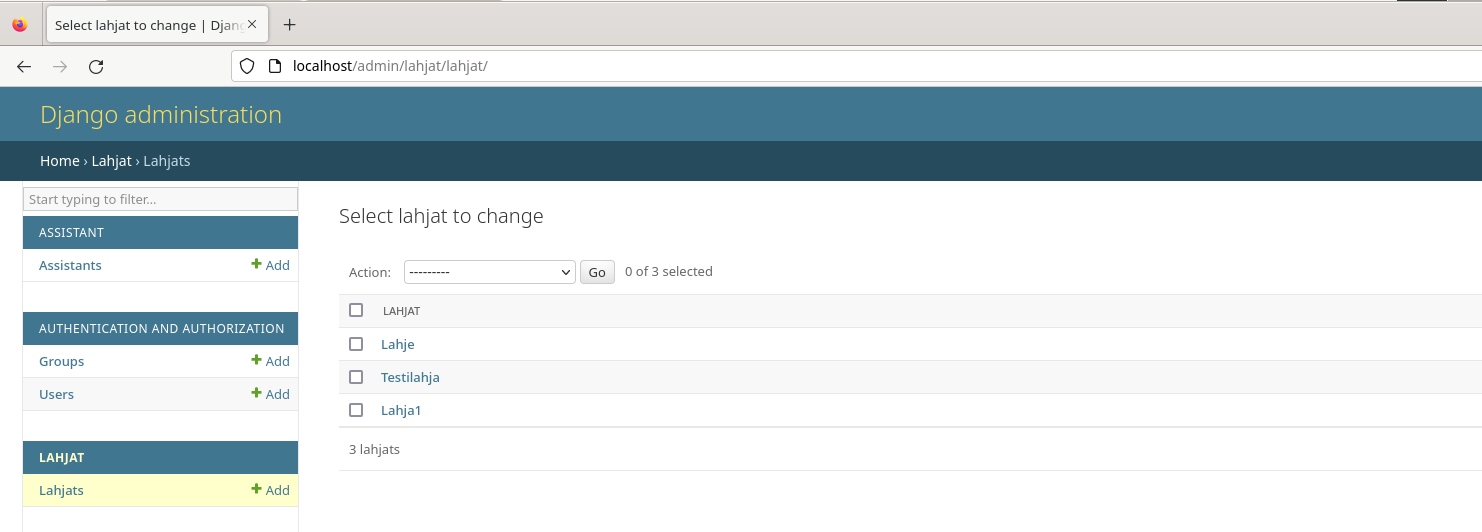 Select lahjat to change | Djang
localhost/admin/lahjat/lahjat/
Django administration
Home › Lahjat › Lahjats
Start typing to filter...
ASSISTANT
Assistants Add
AUTHENTICATION AND AUTHORIZATION
Groups Add
Users Add
LAHJAT
Lahjats Add
Select lahjat to change
Action: --------- Go 0 of 3 selected
LAHJAT
Lahje
Testilahja
Lahja1
3 lahjats